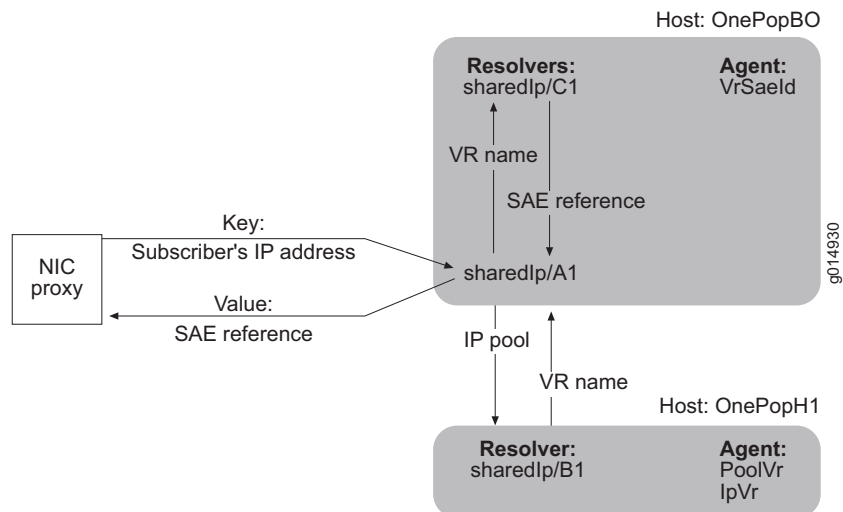 Host: OnePopBO
Resolvers:
sharedIp/C1
Agent:
VrSaeId
VR name
SAE reference
Key:
Subscriber's IP address
NIC
proxy
sharedIp/A1
Value:
SAE reference
IP pool
VR name
Host: OnePopH1
Resolver:
sharedIp/B1
Agent:
PoolVr
IpVr
g014930